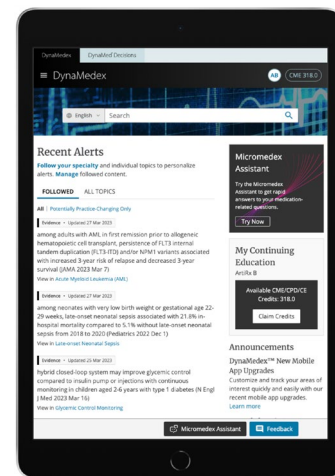 DynaMedex
DynaMed Decisions
DynaMedex
AB
CME 318.0
English
Search
Recent Alerts
Follow your specialty and individual topics to personalize
alerts. Manage followed content.
FOLLOWED
ALL TOPICS
All | Potentially Practice Changing Only
Evidence • Updated 27 Mar 2023
among adults with AML in first remission prior to allogeneic
hematopoietic cell transplant, persistence of FLT3 internal
tandem duplication (FLT3-ITD) and/or NPM1 variants associated
with increased 3-year risk of relapse and decreased 3-year
survival (JAMA 2023 Mar 7)
View in Acute Myeloid Leukemia (AML)
Evidence • Updated 27 Mar 2023
among neonates with very low birth weight or gestational age 22-
29 weeks, late-onset neonatal sepsis associated with 21.8% in-
hospital mortality compared to 5.1% without late-onset neonatal
sepsis from 2018 to 2020 (Pediatrics 2022 Dec 1)
View in Late-onset Neonatal Sepsis
Evidence • Updated 25 Mar 2023
hybrid closed-loop system may improve glycemic control
compared to insulin pump or injections with continuous
monitoring in children aged 2-6 years with type 1 diabetes (N Engl
J Med 2023 Mar 16)
View in Glycemic Control Monitoring
Micromedex
Assistant
Try the Micromedex
Assistant to get rapid
answers to your medication-
related questions.
Try Now
My Continuing
Education
ArtRx B
Available CME/CPD/CE
Credits: 318.0
Claim Credits
Announcements
DynaMedex™ New Mobile
App Upgrades
Customize and track your areas of
interest quickly and easily with our
recent mobile app upgrades.
Learn more
Micromedex Assistant
Feedback